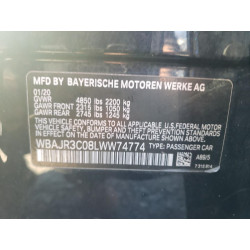 MFD BY BAYERISCHE MOTOREN WERKE AG
01/20
GVWR 4850 lbs 2200 kg
GAWR FRONT 2315 lbs 1050 kg
GAWR REAR 2745 lbs 1245 kg
THIS VEHICLE CONFORMS TO ALL APPLICABLE
U.S. FEDERAL MOTOR VEHICLE SAFETY, BUMPER,
AND THEFT PREVENTION STANDARDS IN EFFECT
ON THE DATE OF MANUFACTURE SHOWN ABOVE.
WBAJR3C08LWW74774 TYPE: PASSENGER CAR
A89/5